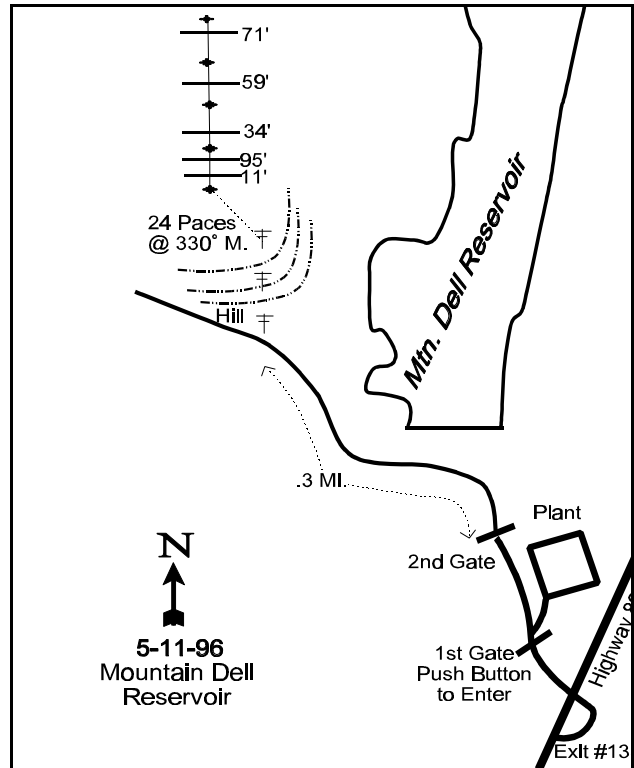 71'
59'
34'
95'
11'
24 Paces
@ 330° M.
Hill
Mtn. Dell Reservoir
.3 MI.
Plant
2nd Gate
N
5-11-96
Mountain Dell
Reservoir
1st Gate
Push Button
to Enter
Highway
Exit #13